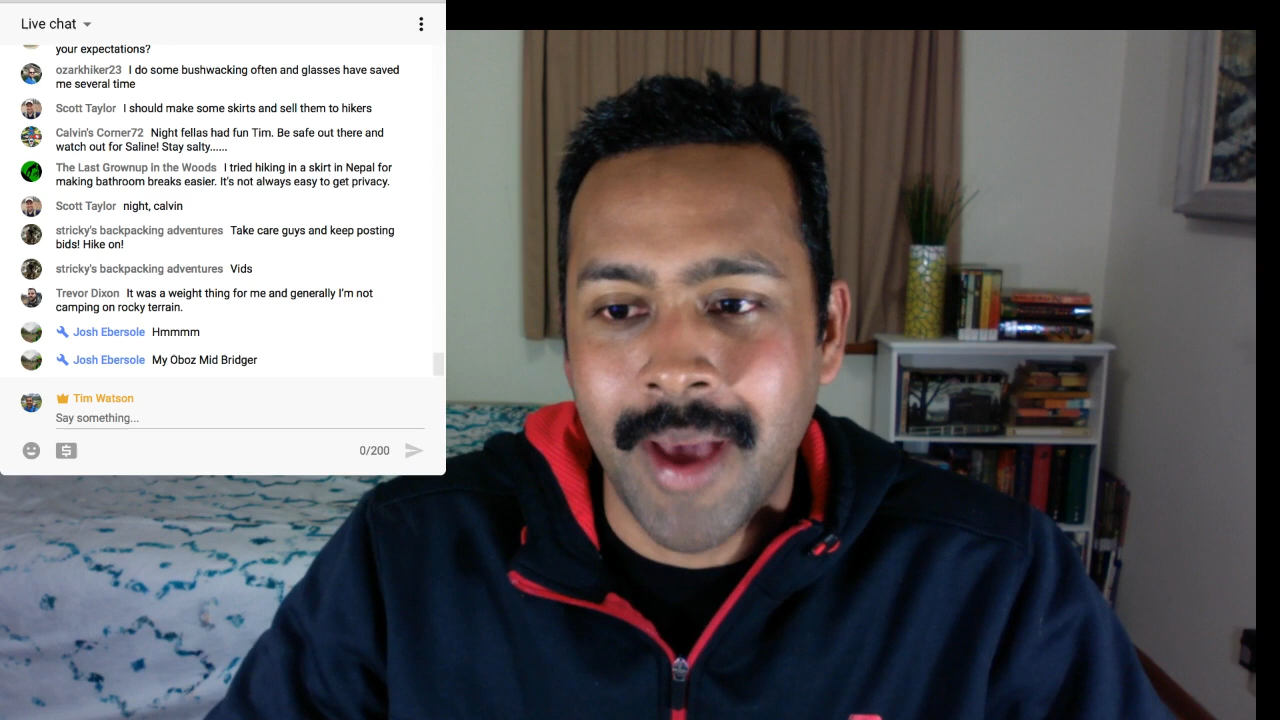 Live chat
your expectations?
ozarkhiker23 I do some bushwacking often and glasses have saved
me several time
Scott Taylor I should make some skirts and sell them to hikers
Calvin's Corner72 Night fellas had fun Tim. Be safe out there and
watch out for Saline! Stay salty......
The Last Grownup in the Woods I tried hiking in a skirt in Nepal for
making bathroom breaks easier. It's not always easy to get privacy.
Scott Taylor night, calvin
stricky's backpacking adventures Take care guys and keep posting
bids! Hike on!
stricky's backpacking adventures Vids
Trevor Dixon It was a weight thing for me and generally I'm not
camping on rocky terrain.
Josh Ebersole Hmmmm
Josh Ebersole My Oboz Mid Bridger
Tim Watson
Say something...
0/200